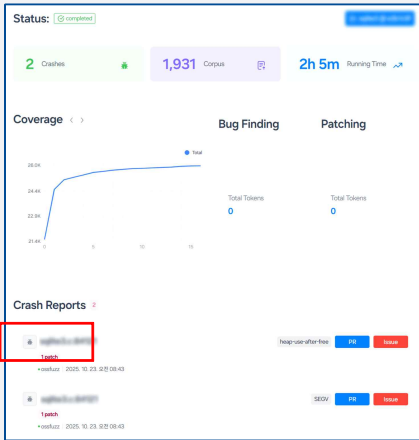 Status: completed
2 Crashes
1,931 Corpus
2h 5m Running Time
Coverage < >
Bug Finding
Patching
Total
26.0K
24.4K
22.9K
21.4K
0 5 10 15
Total Tokens
0
Total Tokens
0
Crash Reports 2
heap-use-after-free PR Issue
1 patch
• ossfuzz 2025. 10. 23. 오전 08:43
SEGV PR Issue
1 patch
• ossfuzz 2025. 10. 23. 오전 08:43